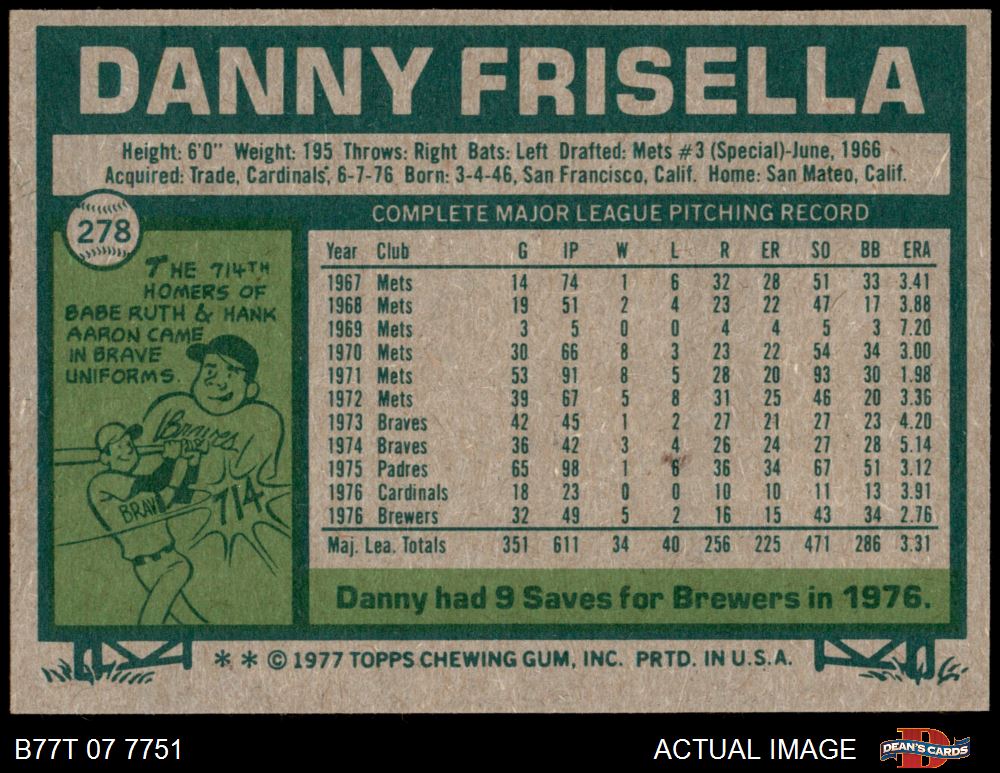 DANNY FRISELLA
Height: 6'0" Weight: 195 Throws: Right Bats: Left Drafted: Mets #3 (Special)-June, 1966
Acquired: Trade, Cardinals, 6-7-76 Born: 3-4-46, San Francisco, Calif. Home: San Mateo, Calif.
278
THE 714TH
HOMERS OF
BABE RUTH & HANK
AARON CAME
IN BRAVE
UNIFORMS.
Braves
BRAV
714
COMPLETE MAJOR LEAGUE PITCHING RECORD
Year Club G IP W L R ER SO BB ERA
1967 Mets 14 74 1 6 32 28 51 33 3.41
1968 Mets 19 51 2 4 23 22 47 17 3.88
1969 Mets 3 5 0 0 4 4 5 3 7.20
1970 Mets 30 66 8 3 23 22 54 34 3.00
1971 Mets 53 91 8 5 28 20 93 30 1.98
1972 Mets 39 67 5 8 31 25 46 20 3.36
1973 Braves 42 45 1 2 27 21 27 23 4.20
1974 Braves 36 42 3 4 26 24 27 28 5.14
1975 Padres 65 98 1 6 36 34 67 51 3.12
1976 Cardinals 18 23 0 0 10 10 11 13 3.91
1976 Brewers 32 49 5 2 16 15 43 34 2.76
Maj. Lea. Totals 351 611 34 40 256 225 471 286 3.31
Danny had 9 Saves for Brewers in 1976.
* * © 1977 TOPPS CHEWING GUM, INC. PRTD. IN U.S.A.
B77T 07 7751
ACTUAL IMAGE
DEAN'S CARDS